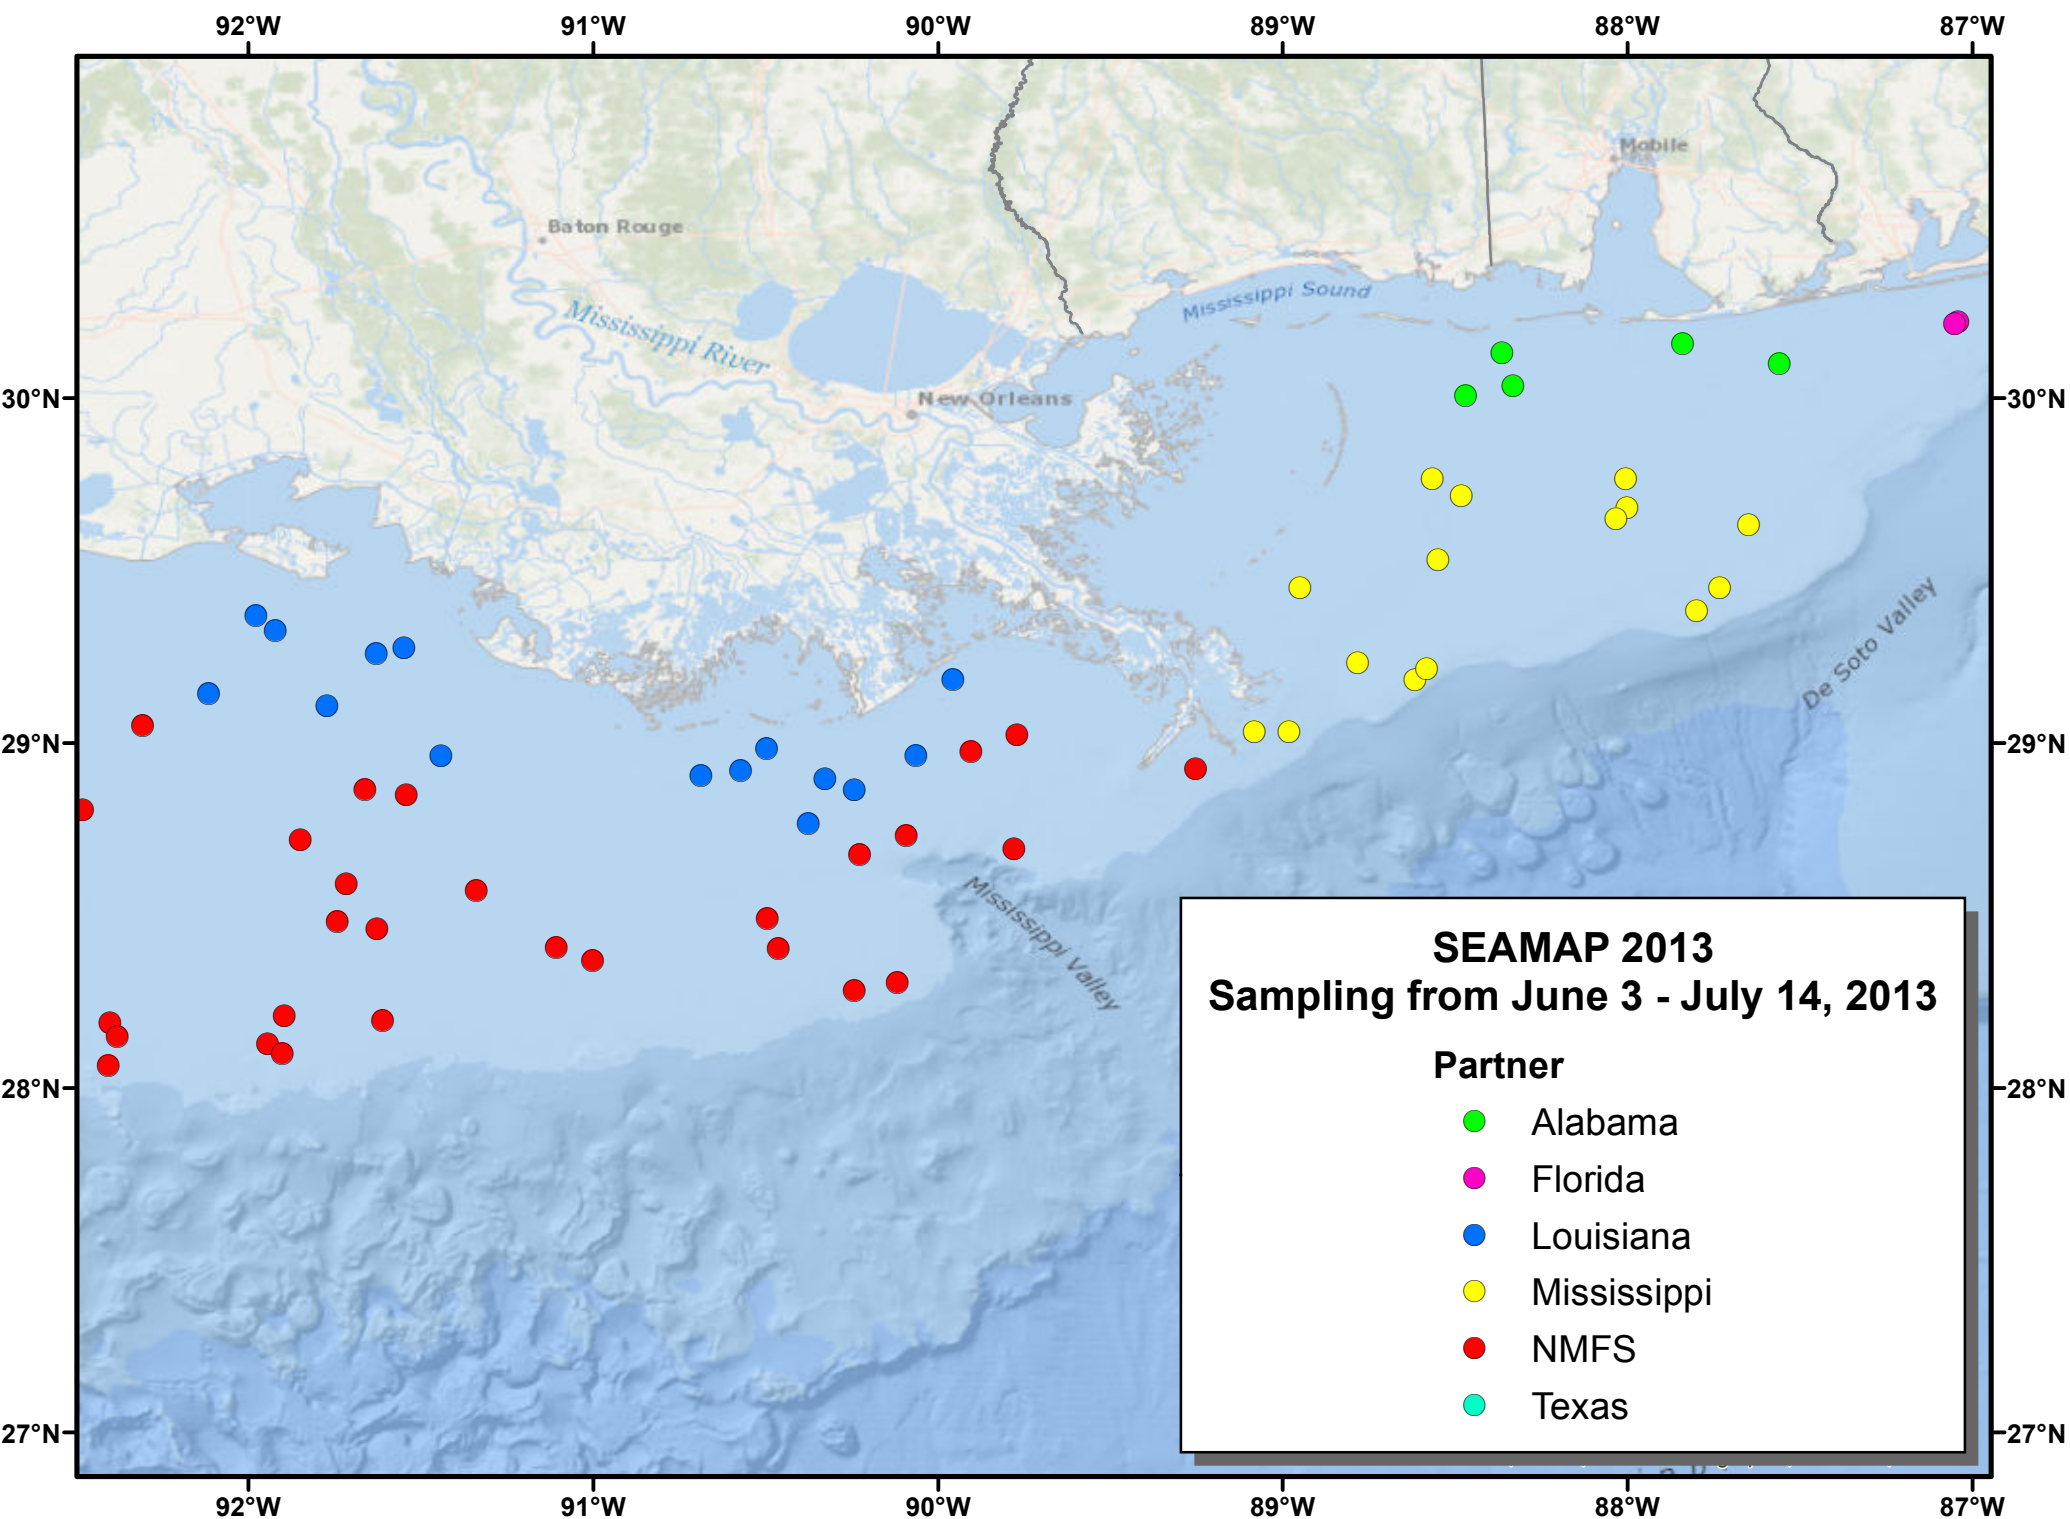 92°W 91°W 90°W 89°W 88°W 87°W
Mobile
Baton Rouge
Mississippi Sound
Mississippi River
30°N New Orleans 30°N
De Soto Valley
29°N 29°N
Mississippi Valley
SEAMAP 2013
Sampling from June 3 - July 14, 2013
Partner
28°N 28°N
Alabama
Florida
Louisiana
Mississippi
NMFS
Texas
27°N 27°N
92°W 91°W 90°W 89°W 88°W 87°W